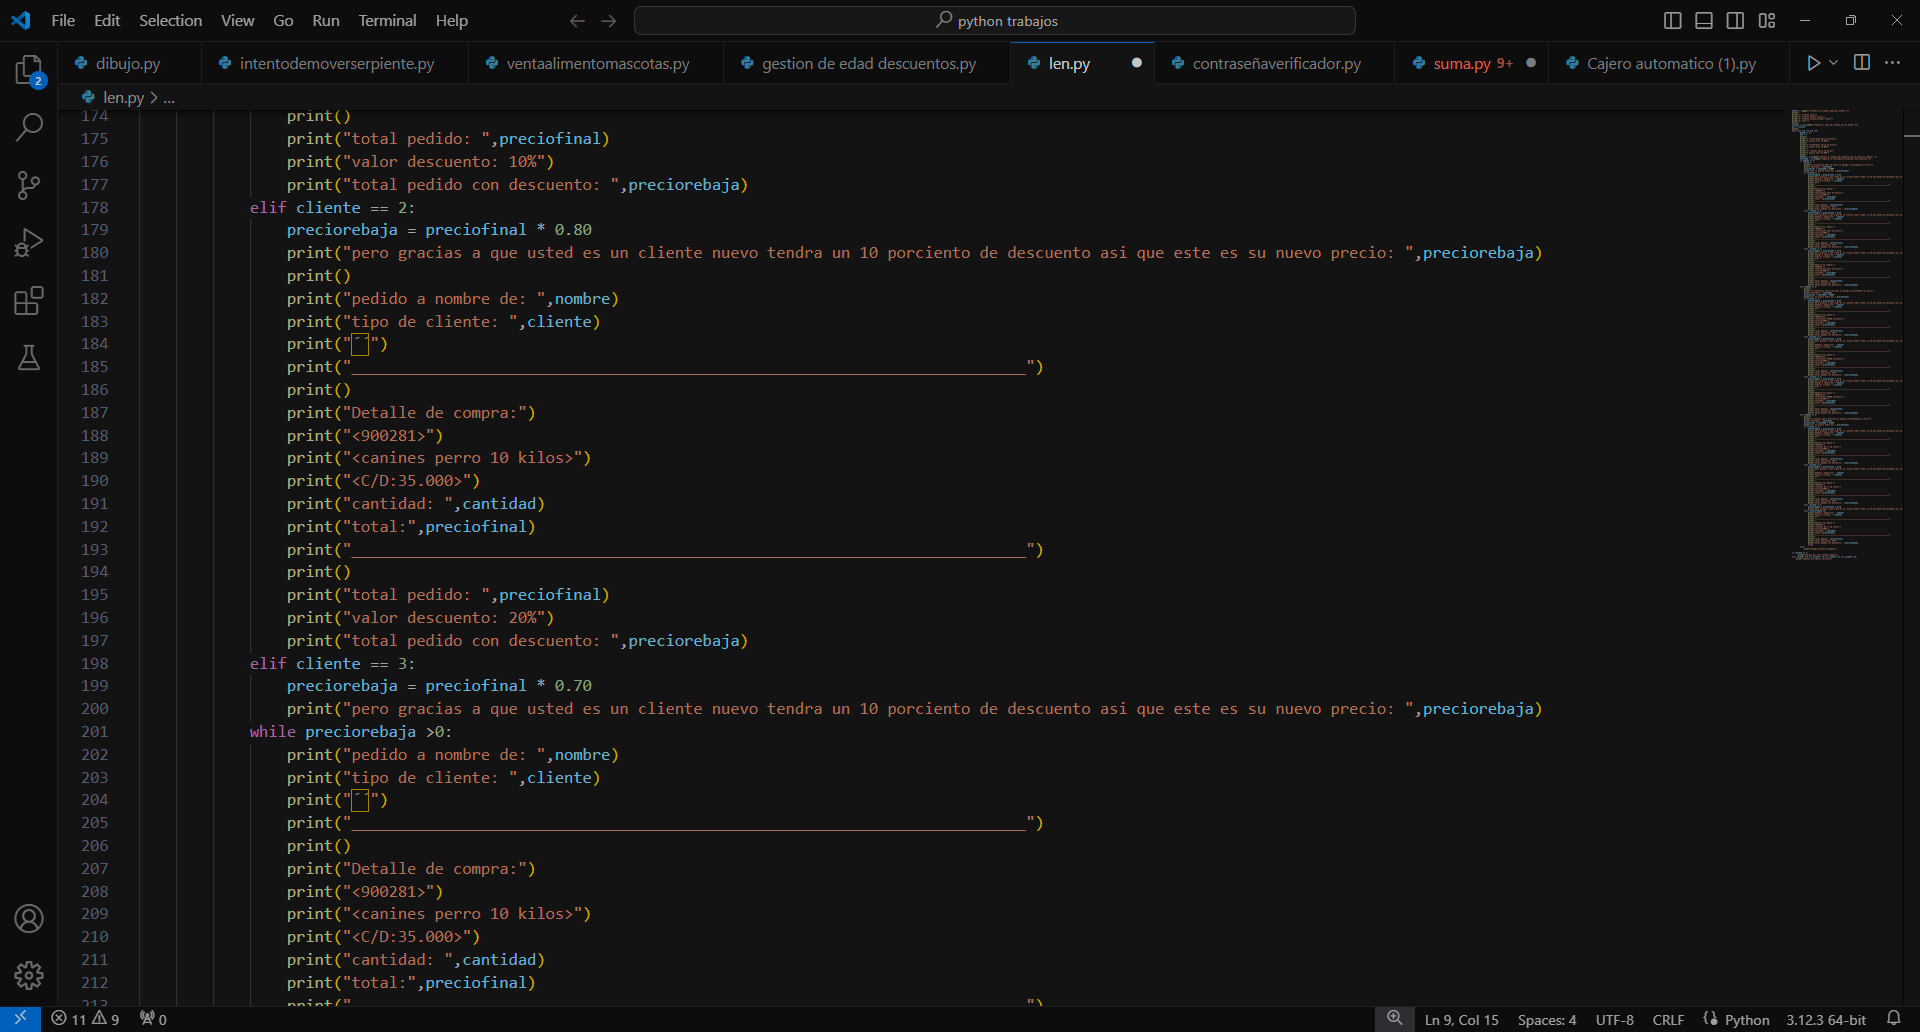 File Edit Selection View Go Run Terminal Help
python trabajos
dibujo.py
intentodemoverserpiente.py
ventaalimentomascotas.py
gestion de edad descuentos.py
len.py
contraseñaverificador.py
suma.py 9+
Cajero automatico (1).py
2
len.py > ...
174 print()
175 print("total pedido: ",preciofinal)
176 print("valor descuento: 10%")
177 print("total pedido con descuento: ",preciorebaja)
178 elif cliente == 2:
179 preciorebaja = preciofinal * 0.80
180 print("pero gracias a que usted es un cliente nuevo tendra un 10 porciento de descuento asi que este es su nuevo precio: ",preciorebaja)
181 print()
182 print("pedido a nombre de: ",nombre)
183 print("tipo de cliente: ",cliente)
184 print("´´")
185 print("_________________________________________________________________________")
186 print()
187 print("Detalle de compra:")
188 print("<900281>")
189 print("<canines perro 10 kilos>")
190 print("<C/D:35.000>")
191 print("cantidad: ",cantidad)
192 print("total:",preciofinal)
193 print("_________________________________________________________________________")
194 print()
195 print("total pedido: ",preciofinal)
196 print("valor descuento: 20%")
197 print("total pedido con descuento: ",preciorebaja)
198 elif cliente == 3:
199 preciorebaja = preciofinal * 0.70
200 print("pero gracias a que usted es un cliente nuevo tendra un 10 porciento de descuento asi que este es su nuevo precio: ",preciorebaja)
201 while preciorebaja >0:
202 print("pedido a nombre de: ",nombre)
203 print("tipo de cliente: ",cliente)
204 print("´´")
205 print("_________________________________________________________________________")
206 print()
207 print("Detalle de compra:")
208 print("<900281>")
209 print("<canines perro 10 kilos>")
210 print("<C/D:35.000>")
211 print("cantidad: ",cantidad)
212 print("total:",preciofinal)
213 print("_________________________________________________________________________")
11 9 0
Ln 9, Col 15 Spaces: 4 UTF-8 CRLF Python 3.12.3 64-bit